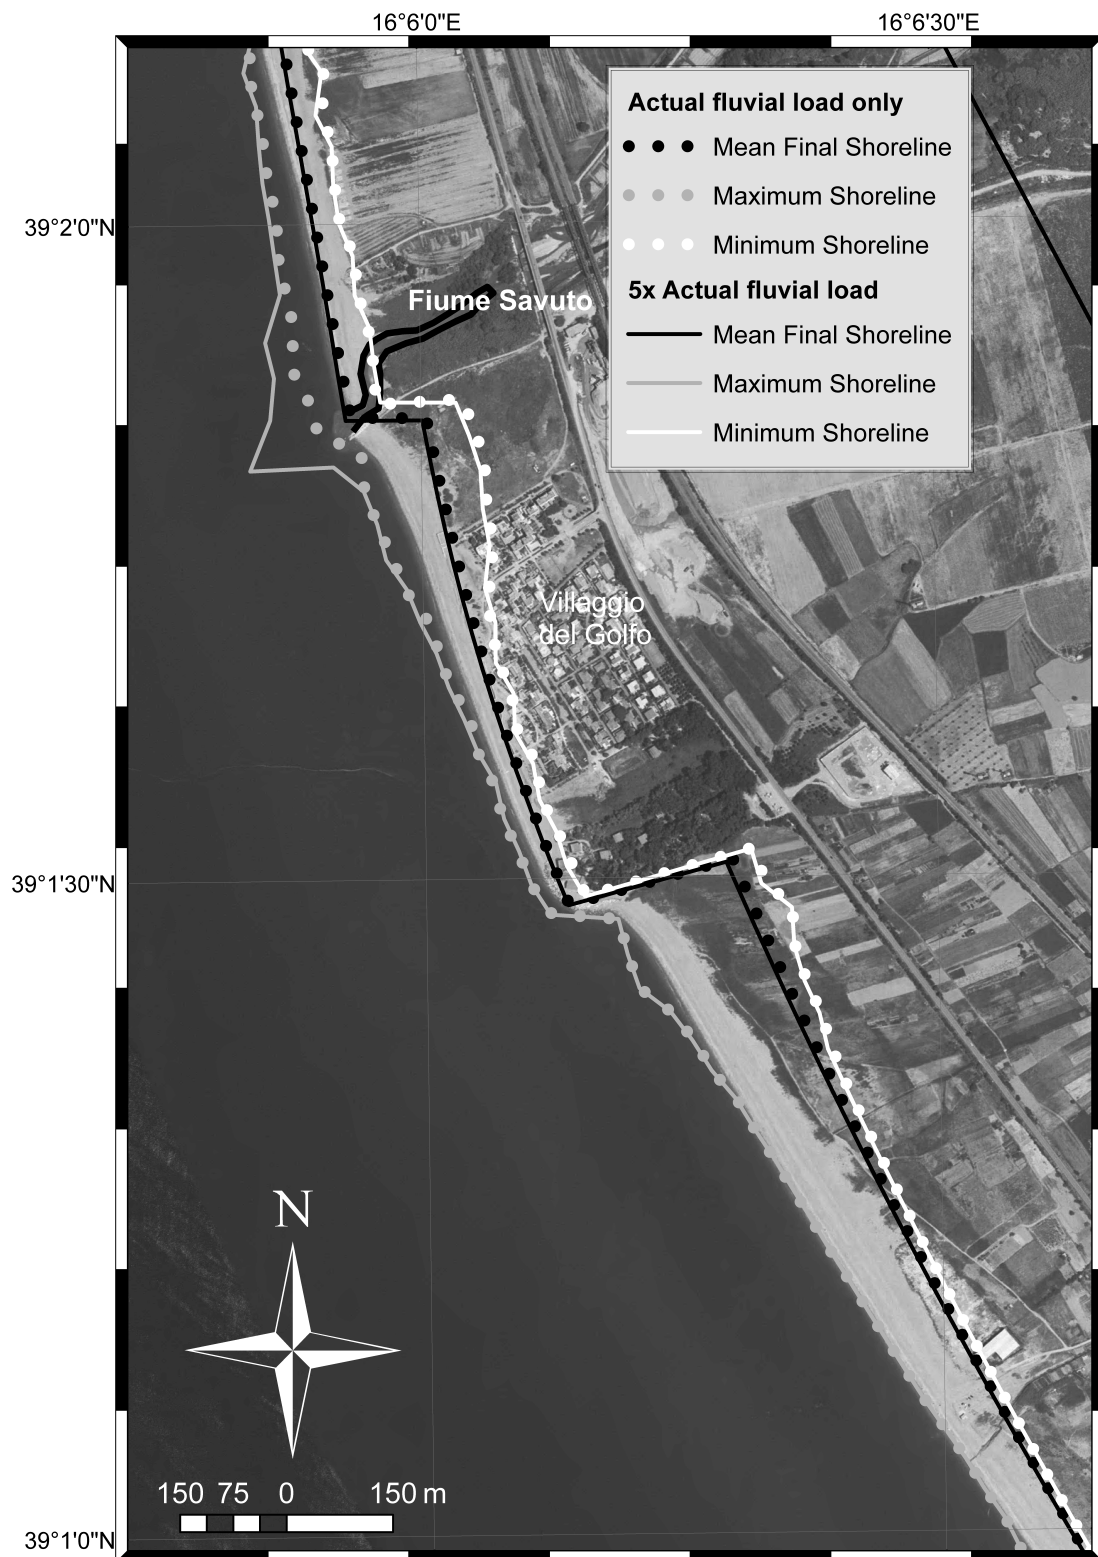 16°6'0"E
16°6'30"E
Actual fluvial load only
Mean Final Shoreline
Maximum Shoreline
39°2'0"N
Minimum Shoreline
5x Actual fluvial load
Fiume Savuto
Mean Final Shoreline
Maximum Shoreline
Minimum Shoreline
Villaggio
del Golfo
39°1'30"N
N
150 75 0 150 m
39°1'0"N